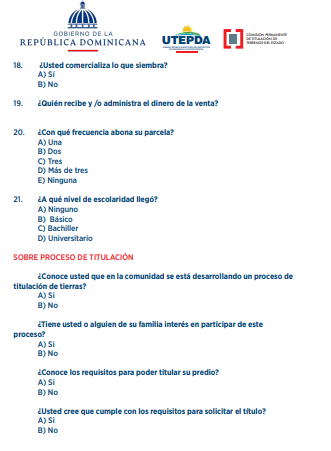 GOBIERNO DE LA
REPÚBLICA DOMINICANA
UTEPDA
COMISIÓN PERMANENTE
DE TITULACIÓN DE
TERRENOS DEL ESTADO
18. ¿Usted comercializa lo que siembra?
A) Sí
B) No
19. ¿Quién recibe y /o administra el dinero de la venta?
20. ¿Con qué frecuencia abona su parcela?
A) Una
B) Dos
C) Tres
D) Más de tres
E) Ninguna
21. ¿A qué nivel de escolaridad llegó?
A) Ninguno
B) Básico
C) Bachiller
D) Universitario
SOBRE PROCESO DE TITULACIÓN
¿Conoce usted que en la comunidad se está desarrollando un proceso de
titulación de tierras?
A) Si
B) No
¿Tiene usted o alguien de su familia interés en participar de este
proceso?
A) Si
B) No
¿Conoce los requisitos para poder titular su predio?
A) Si
B) No
¿Usted cree que cumple con los requisitos para solicitar el título?
A) Si
B) No